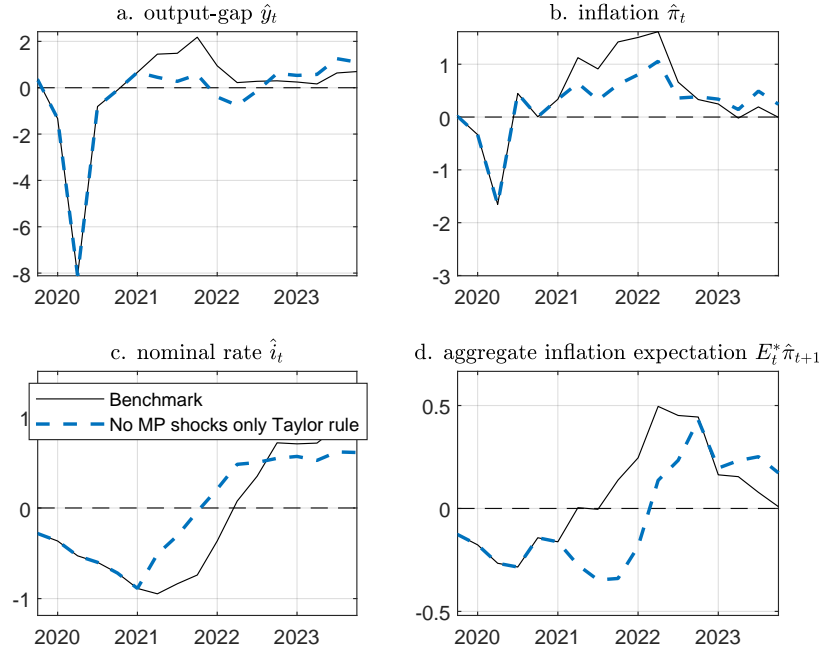 a. output-gap ŷ_t
2
0
-2
-4
-6
-8
2020 2021 2022 2023
b. inflation π̂_t
1
0
-1
-2
-3
2020 2021 2022 2023
c. nominal rate î_t
1
0
-1
Benchmark
No MP shocks only Taylor rule
2020 2021 2022 2023
d. aggregate inflation expectation E_t^* π̂_{t+1}
0.5
0
-0.5
2020 2021 2022 2023